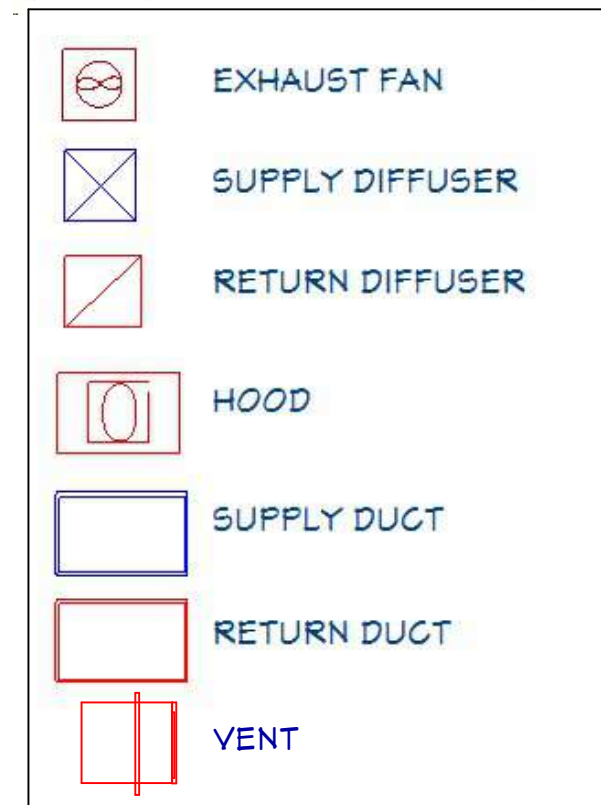 EXHAUST FAN
SUPPLY DIFFUSER
RETURN DIFFUSER
HOOD
SUPPLY DUCT
RETURN DUCT
VENT